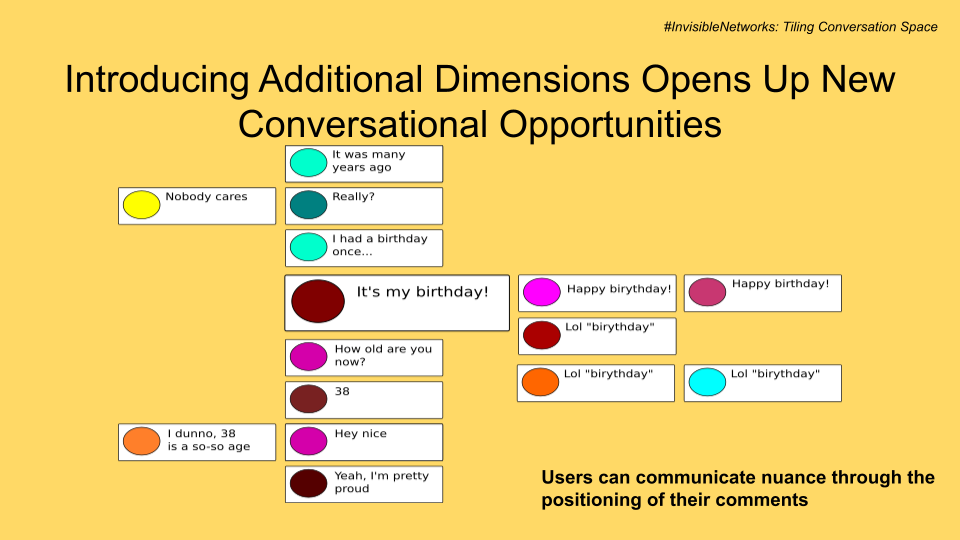 #InvisibleNetworks: Tiling Conversation Space
Introducing Additional Dimensions Opens Up New
Conversational Opportunities
It was many
years ago
Nobody cares
Really?
I had a birthday
once...
It's my birthday!
Happy birythday!
Happy birthday!
Lol "birythday"
How old are you
now?
Lol "birythday"
Lol "birythday"
38
I dunno, 38
is a so-so age
Hey nice
Yeah, I'm pretty
proud
Users can communicate nuance through the
positioning of their comments